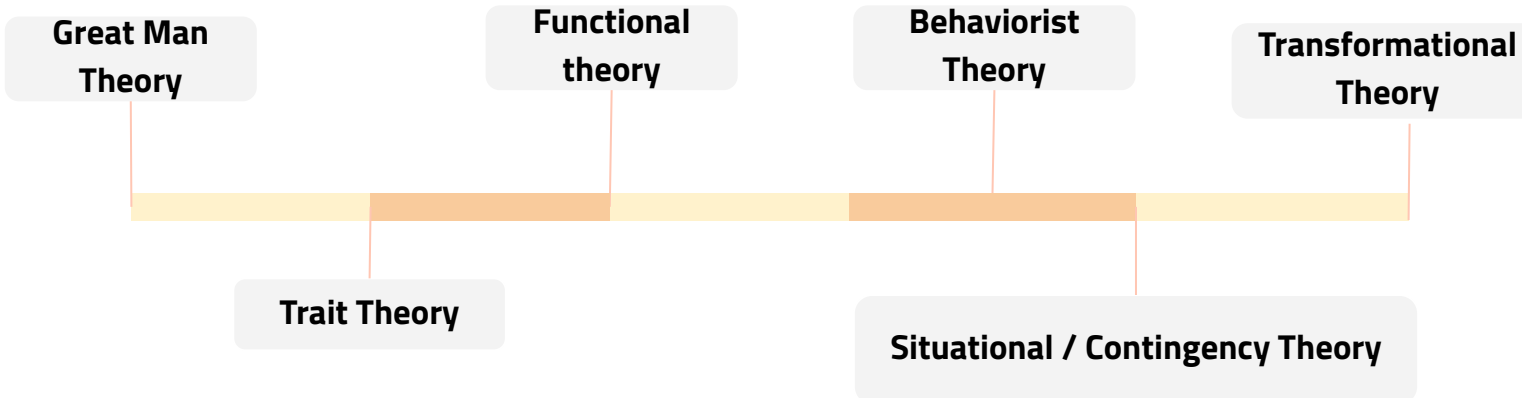 Great Man
Theory
Functional
theory
Behaviorist
Theory
Transformational
Theory
Trait Theory
Situational / Contingency Theory